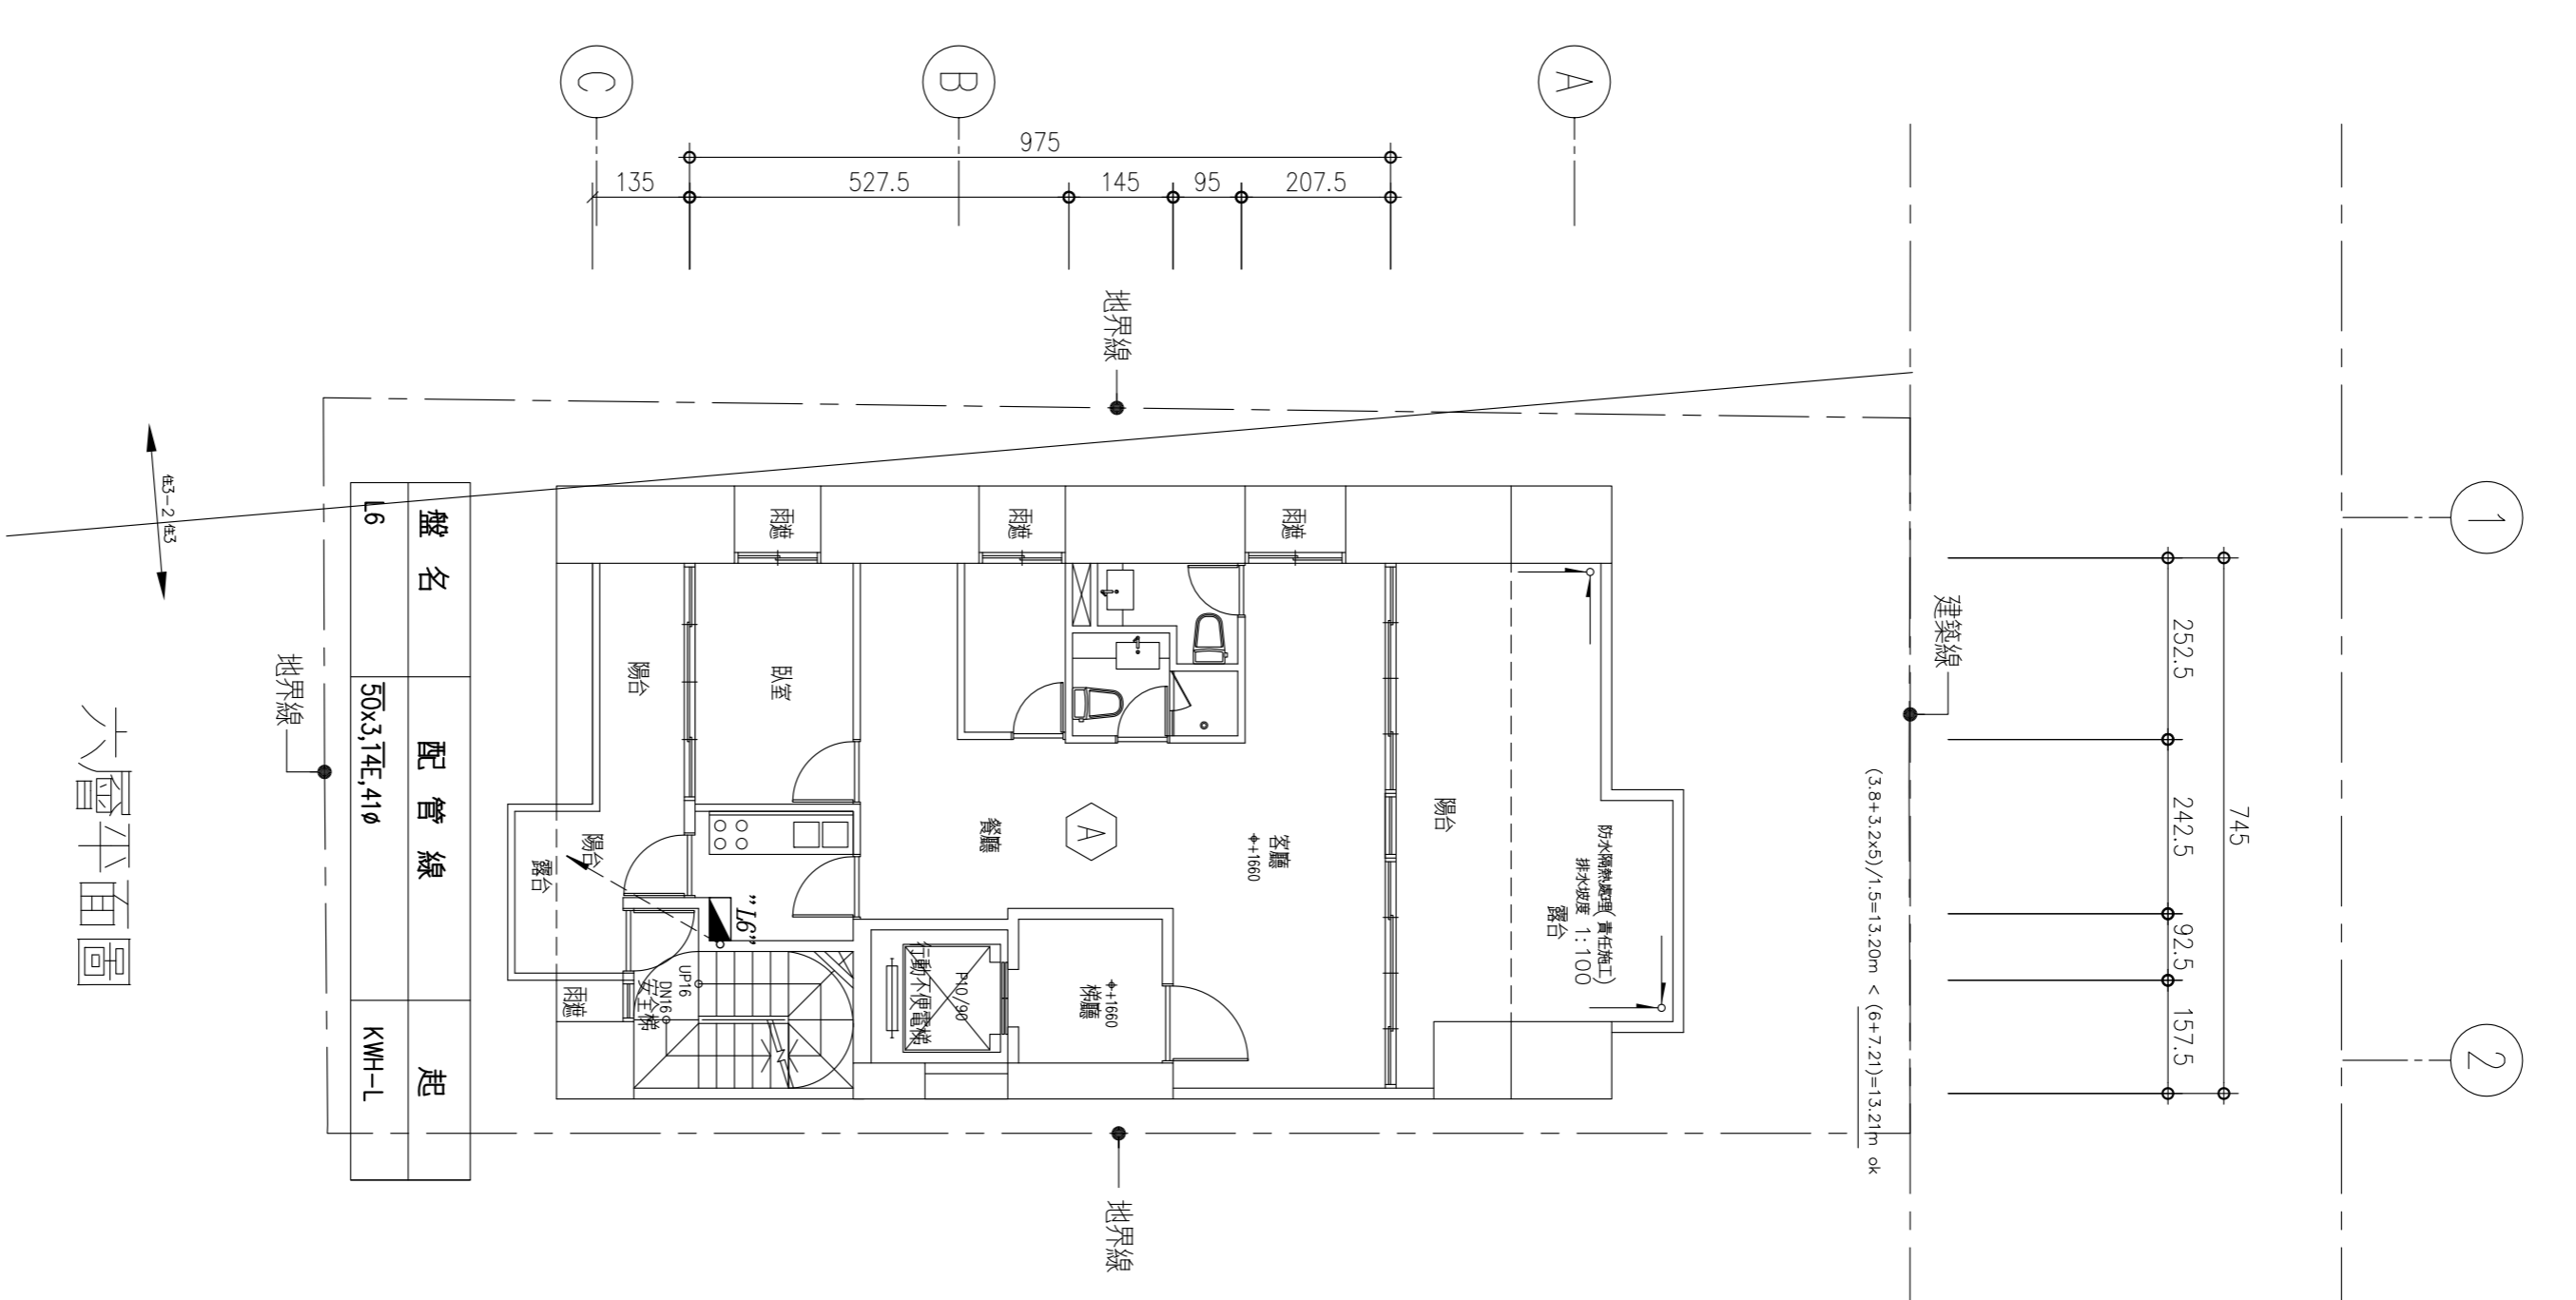 C
B
A
975
135
527.5
145
95
207.5
1
2
252.5
242.5
92.5
157.5
745
建築線
(3.8+3.2x5)/1.5=13.20m < (6+7.21)=13.21m ok
地界線
地界線
地界線
雨遮
雨遮
雨遮
雨遮
防水隔熱處理(責任施工)
排水坡度 1:100
露台
陽台
客廳
+1660
A
餐廳
臥室
陽台
陽台
露台
"L6"
+1660
梯廳
P10/90
行動不便電梯
UP16
DN16
安全梯
盤 名 配 管 線 起
L6 50x3,14E,41ø KWH-L
住3-2 住3
六層平面圖